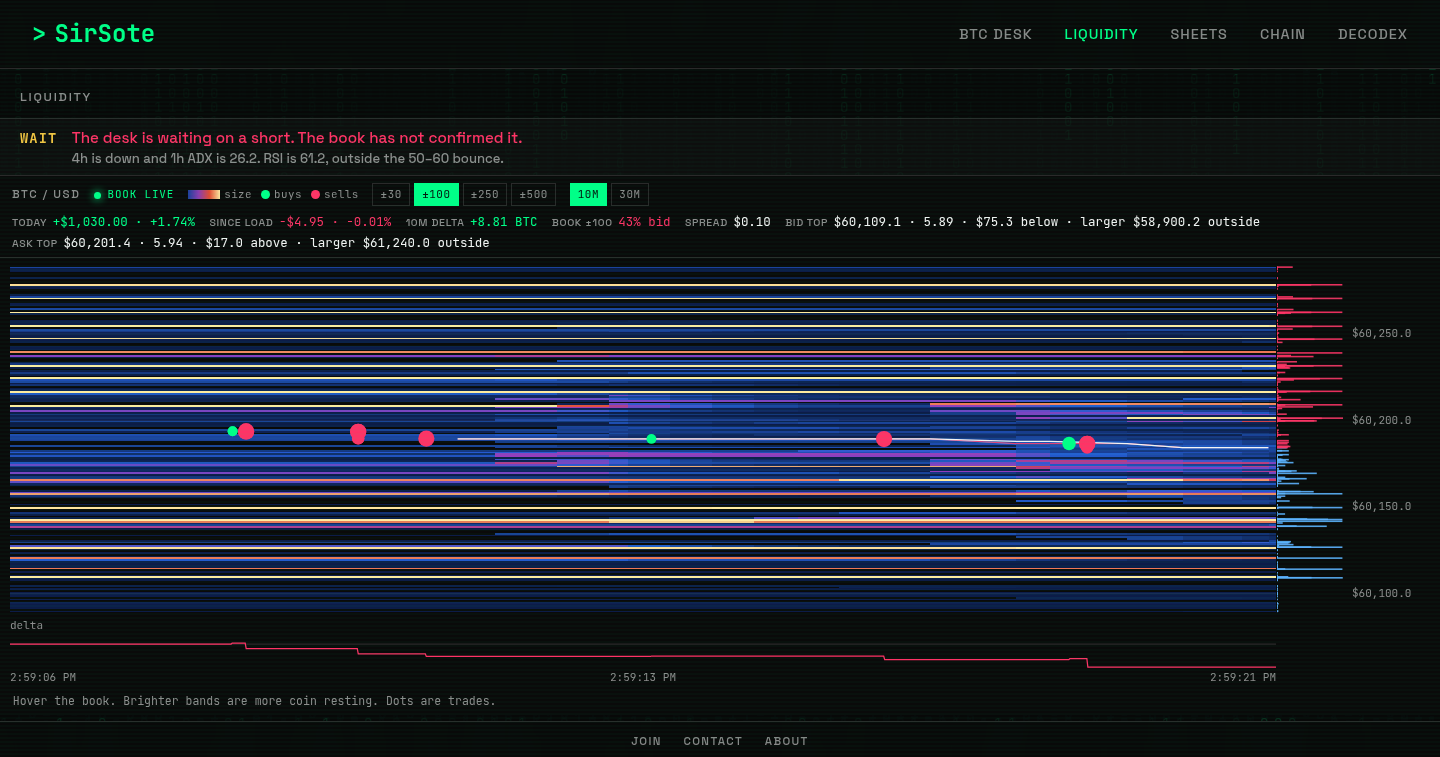 > SirSote
BTC DESK LIQUIDITY SHEETS CHAIN DECODEX
LIQUIDITY
WAIT The desk is waiting on a short. The book has not confirmed it.
4h is down and 1h ADX is 26.2. RSI is 61.2, outside the 50–60 bounce.
BTC / USD BOOK LIVE size buys sells ±30 ±100 ±250 ±500 10M 30M
TODAY +$1,030.00 · +1.74% SINCE LOAD -$4.95 · -0.01% 10M DELTA +8.81 BTC BOOK ±100 43% bid SPREAD $0.10 BID TOP $60,109.1 · 5.89 · $75.3 below · larger $58,900.2 outside
ASK TOP $60,201.4 · 5.94 · $17.0 above · larger $61,240.0 outside
$60,250.0
$60,200.0
$60,150.0
$60,100.0
delta
2:59:06 PM 2:59:13 PM 2:59:21 PM
Hover the book. Brighter bands are more coin resting. Dots are trades.
JOIN CONTACT ABOUT